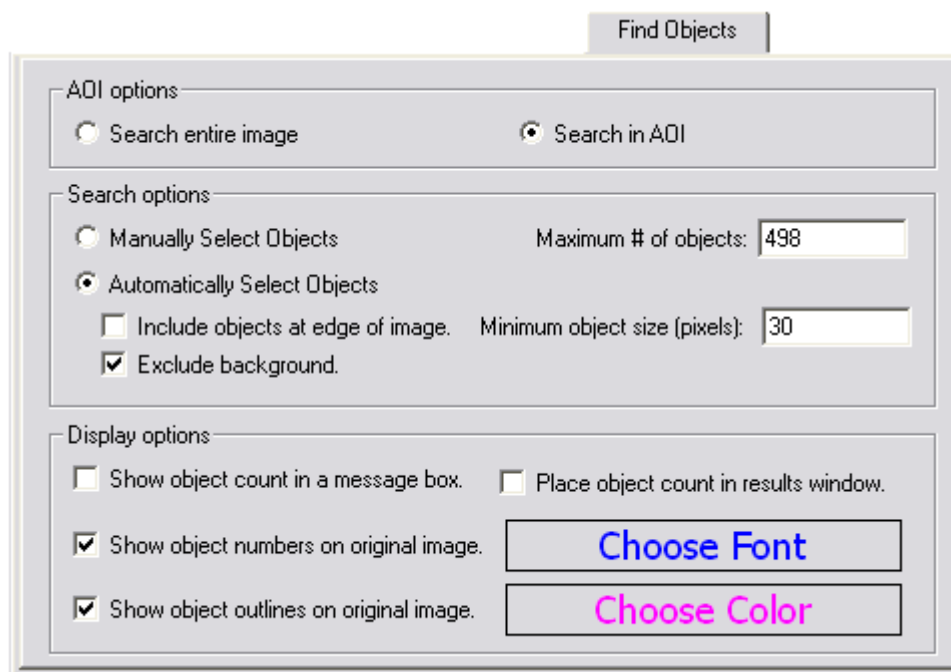 Find Objects
AOI options
Search entire image
Search in AOI
Search options
Manually Select Objects
Maximum # of objects: 498
Automatically Select Objects
Include objects at edge of image.
Minimum object size (pixels): 30
Exclude background.
Display options
Show object count in a message box.
Place object count in results window.
Show object numbers on original image.
Choose Font
Show object outlines on original image.
Choose Color